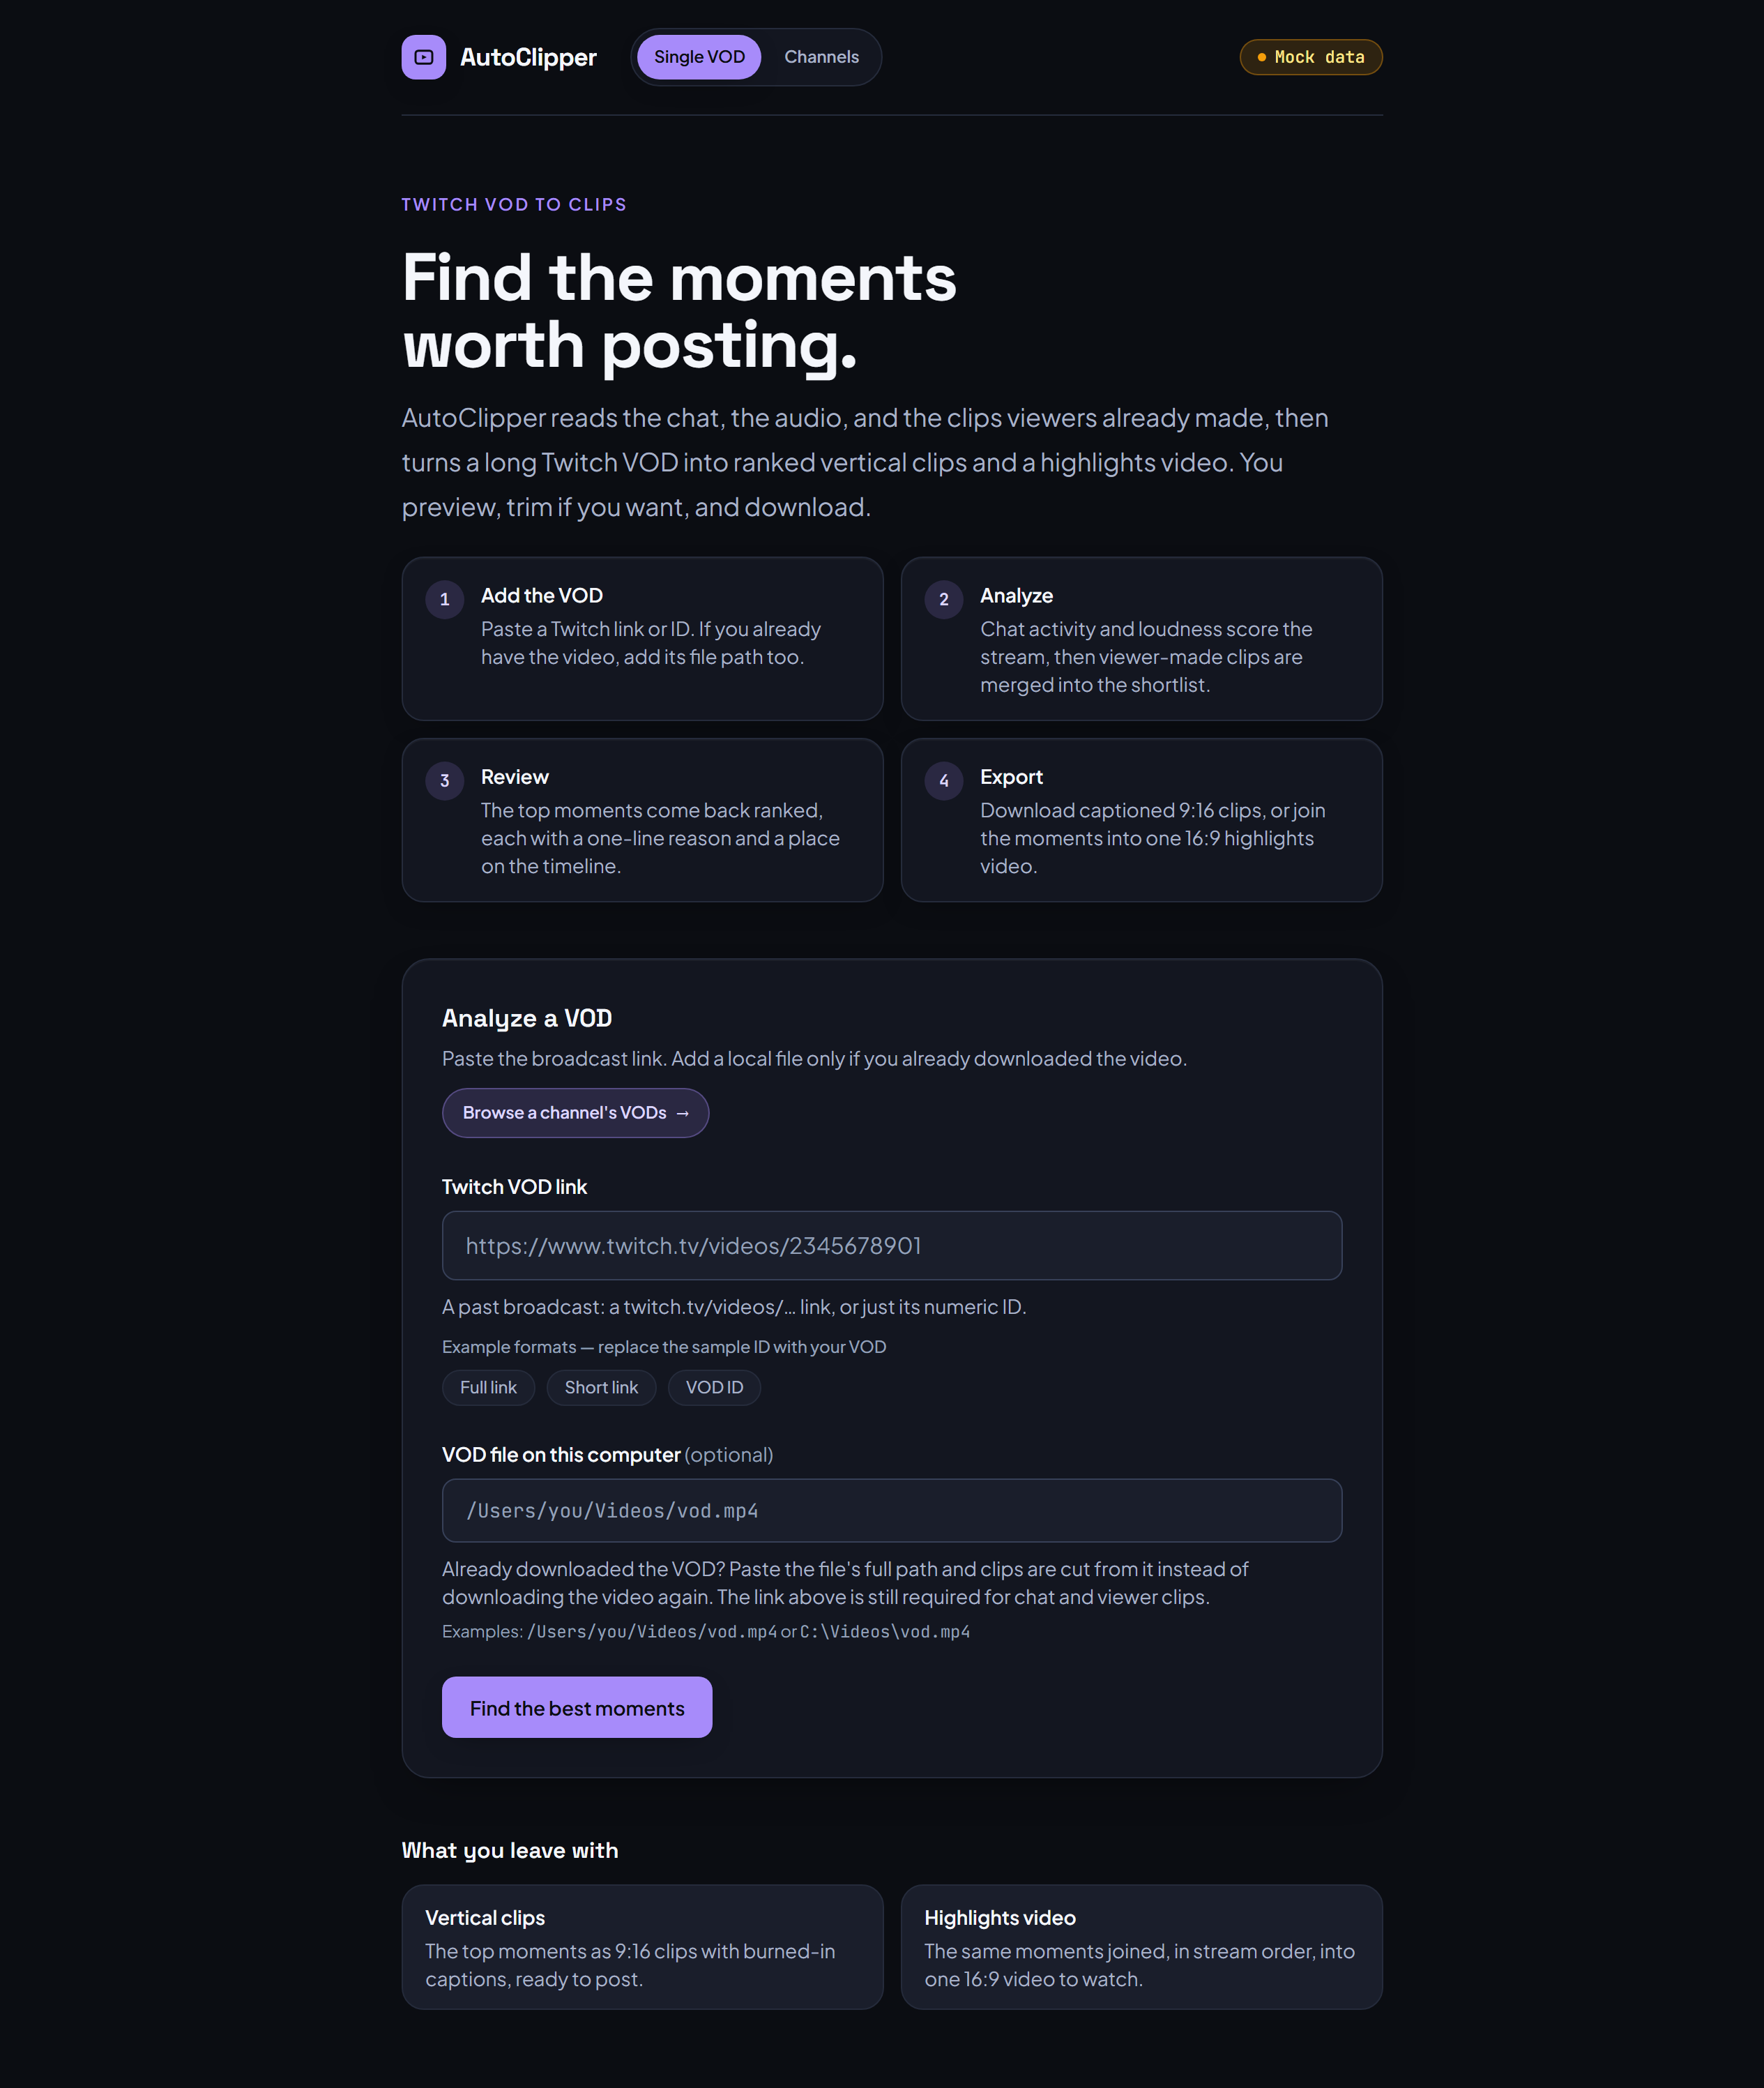 AutoClipper
Single VOD
Channels
Mock data
TWITCH VOD TO CLIPS
Find the moments
worth posting.
AutoClipper reads the chat, the audio, and the clips viewers already made, then
turns a long Twitch VOD into ranked vertical clips and a highlights video. You
preview, trim if you want, and download.
1
Add the VOD
Paste a Twitch link or ID. If you already
have the video, add its file path too.
2
Analyze
Chat activity and loudness score the
stream, then viewer-made clips are
merged into the shortlist.
3
Review
The top moments come back ranked,
each with a one-line reason and a place
on the timeline.
4
Export
Download captioned 9:16 clips, or join
the moments into one 16:9 highlights
video.
Analyze a VOD
Paste the broadcast link. Add a local file only if you already downloaded the video.
Browse a channel's VODs →
Twitch VOD link
https://www.twitch.tv/videos/2345678901
A past broadcast: a twitch.tv/videos/… link, or just its numeric ID.
Example formats — replace the sample ID with your VOD
Full link
Short link
VOD ID
VOD file on this computer (optional)
/Users/you/Videos/vod.mp4
Already downloaded the VOD? Paste the file's full path and clips are cut from it instead of
downloading the video again. The link above is still required for chat and viewer clips.
Examples: /Users/you/Videos/vod.mp4 or C:\Videos\vod.mp4
Find the best moments
What you leave with
Vertical clips
The top moments as 9:16 clips with burned-in
captions, ready to post.
Highlights video
The same moments joined, in stream order, into
one 16:9 video to watch.